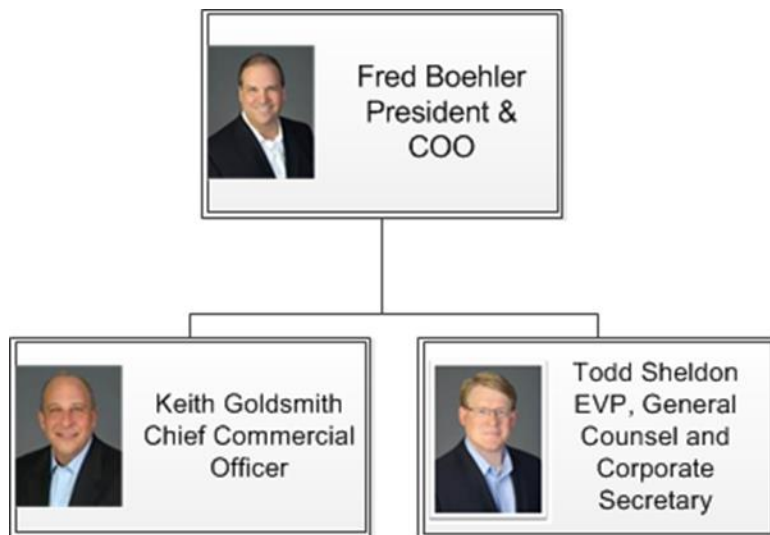 Fred Boehler
President &
COO
Keith Goldsmith
Chief Commercial
Officer
Todd Sheldon
EVP, General
Counsel and
Corporate
Secretary